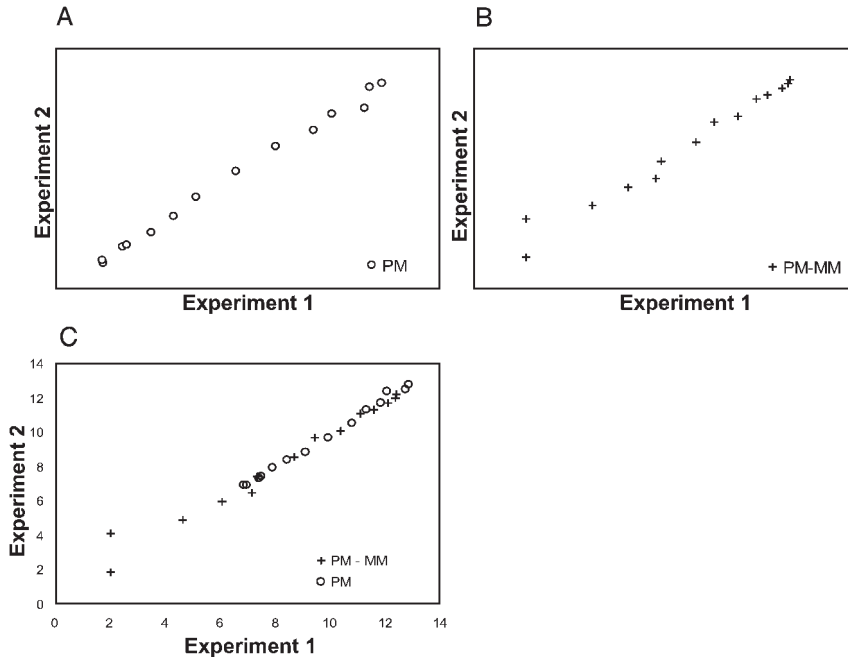 A
Experiment 2
PM
Experiment 1
B
Experiment 2
PM-MM
Experiment 1
C
Experiment 2
14
12
10
8
6
4
2
0
PM - MM
PM
0 2 4 6 8 10 12 14
Experiment 1